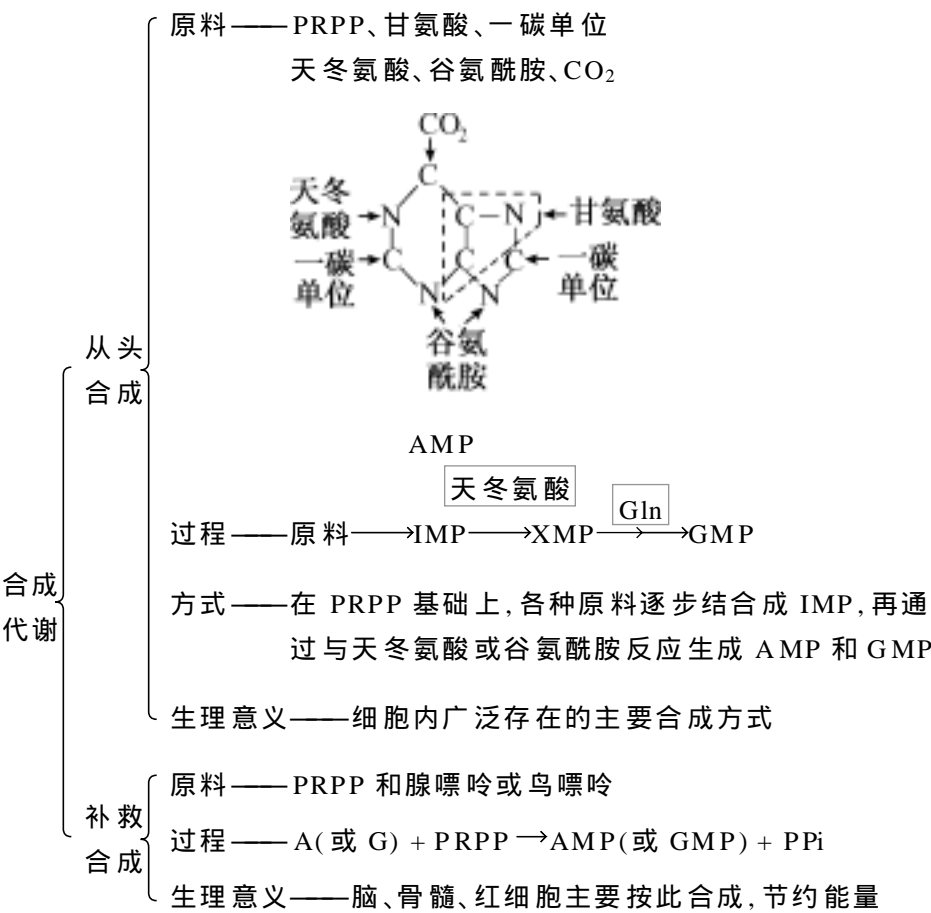 原料——PRPP、甘氨酸、一碳单位
天冬氨酸、谷氨酰胺、CO₂
CO₂
C
天冬
氨酸
N
C—N
甘氨酸
一碳
单位
C
C
C
一碳
单位
N
N
谷氨
酰胺
从头
合成
AMP
天冬氨酸
Gln
过程——原料→IMP→XMP→→GMP
合成
代谢
方式——在 PRPP 基础上,各种原料逐步结合成 IMP,再通
过与天冬氨酸或谷氨酰胺反应生成 AMP 和 GMP
生理意义——细胞内广泛存在的主要合成方式
原料——PRPP 和腺嘌呤或鸟嘌呤
补救
合成
过程——A(或 G) + PRPP→AMP(或 GMP) + PPi
生理意义——脑、骨髓、红细胞主要按此合成,节约能量